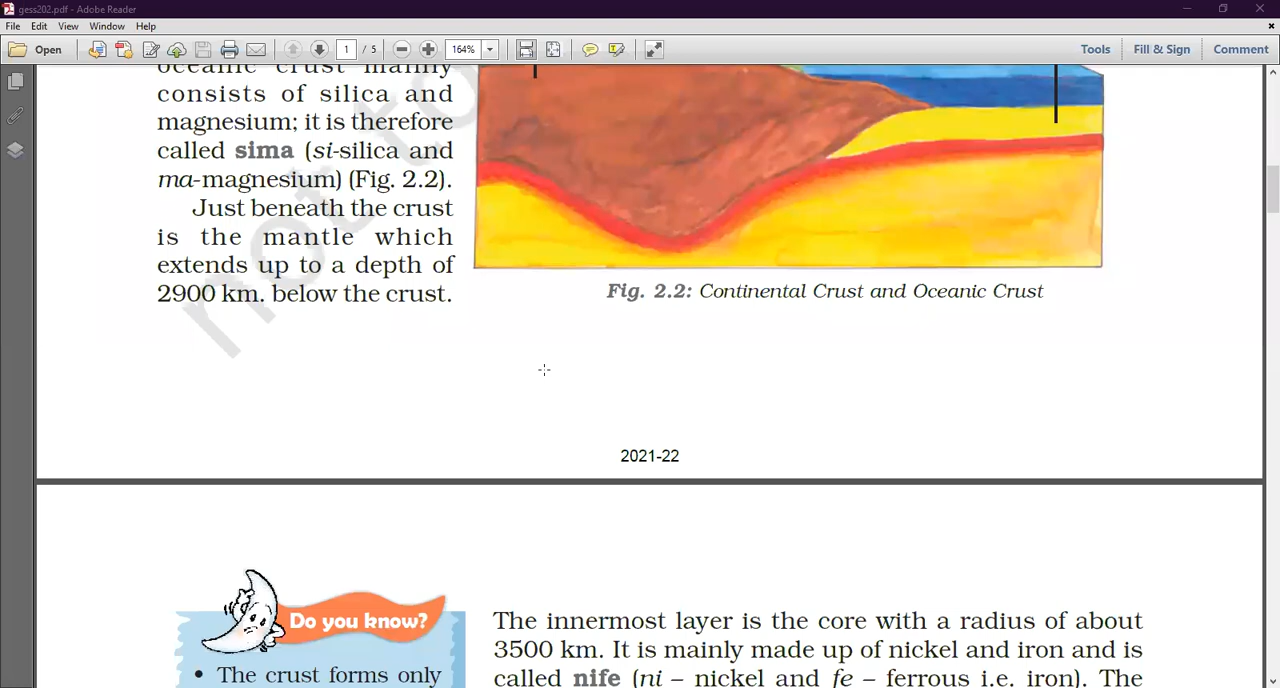 gess202.pdf - Adobe Reader
File Edit View Window Help
Open 1 / 5 164% Tools Fill & Sign Comment
oceanic crust mainly
consists of silica and
magnesium; it is therefore
called sima (si-silica and
ma-magnesium) (Fig. 2.2).
Just beneath the crust
is the mantle which
extends up to a depth of
2900 km. below the crust.
Fig. 2.2: Continental Crust and Oceanic Crust
not to
2021-22
Do you know?
• The crust forms only
The innermost layer is the core with a radius of about
3500 km. It is mainly made up of nickel and iron and is
called nife (ni – nickel and fe – ferrous i.e. iron). The